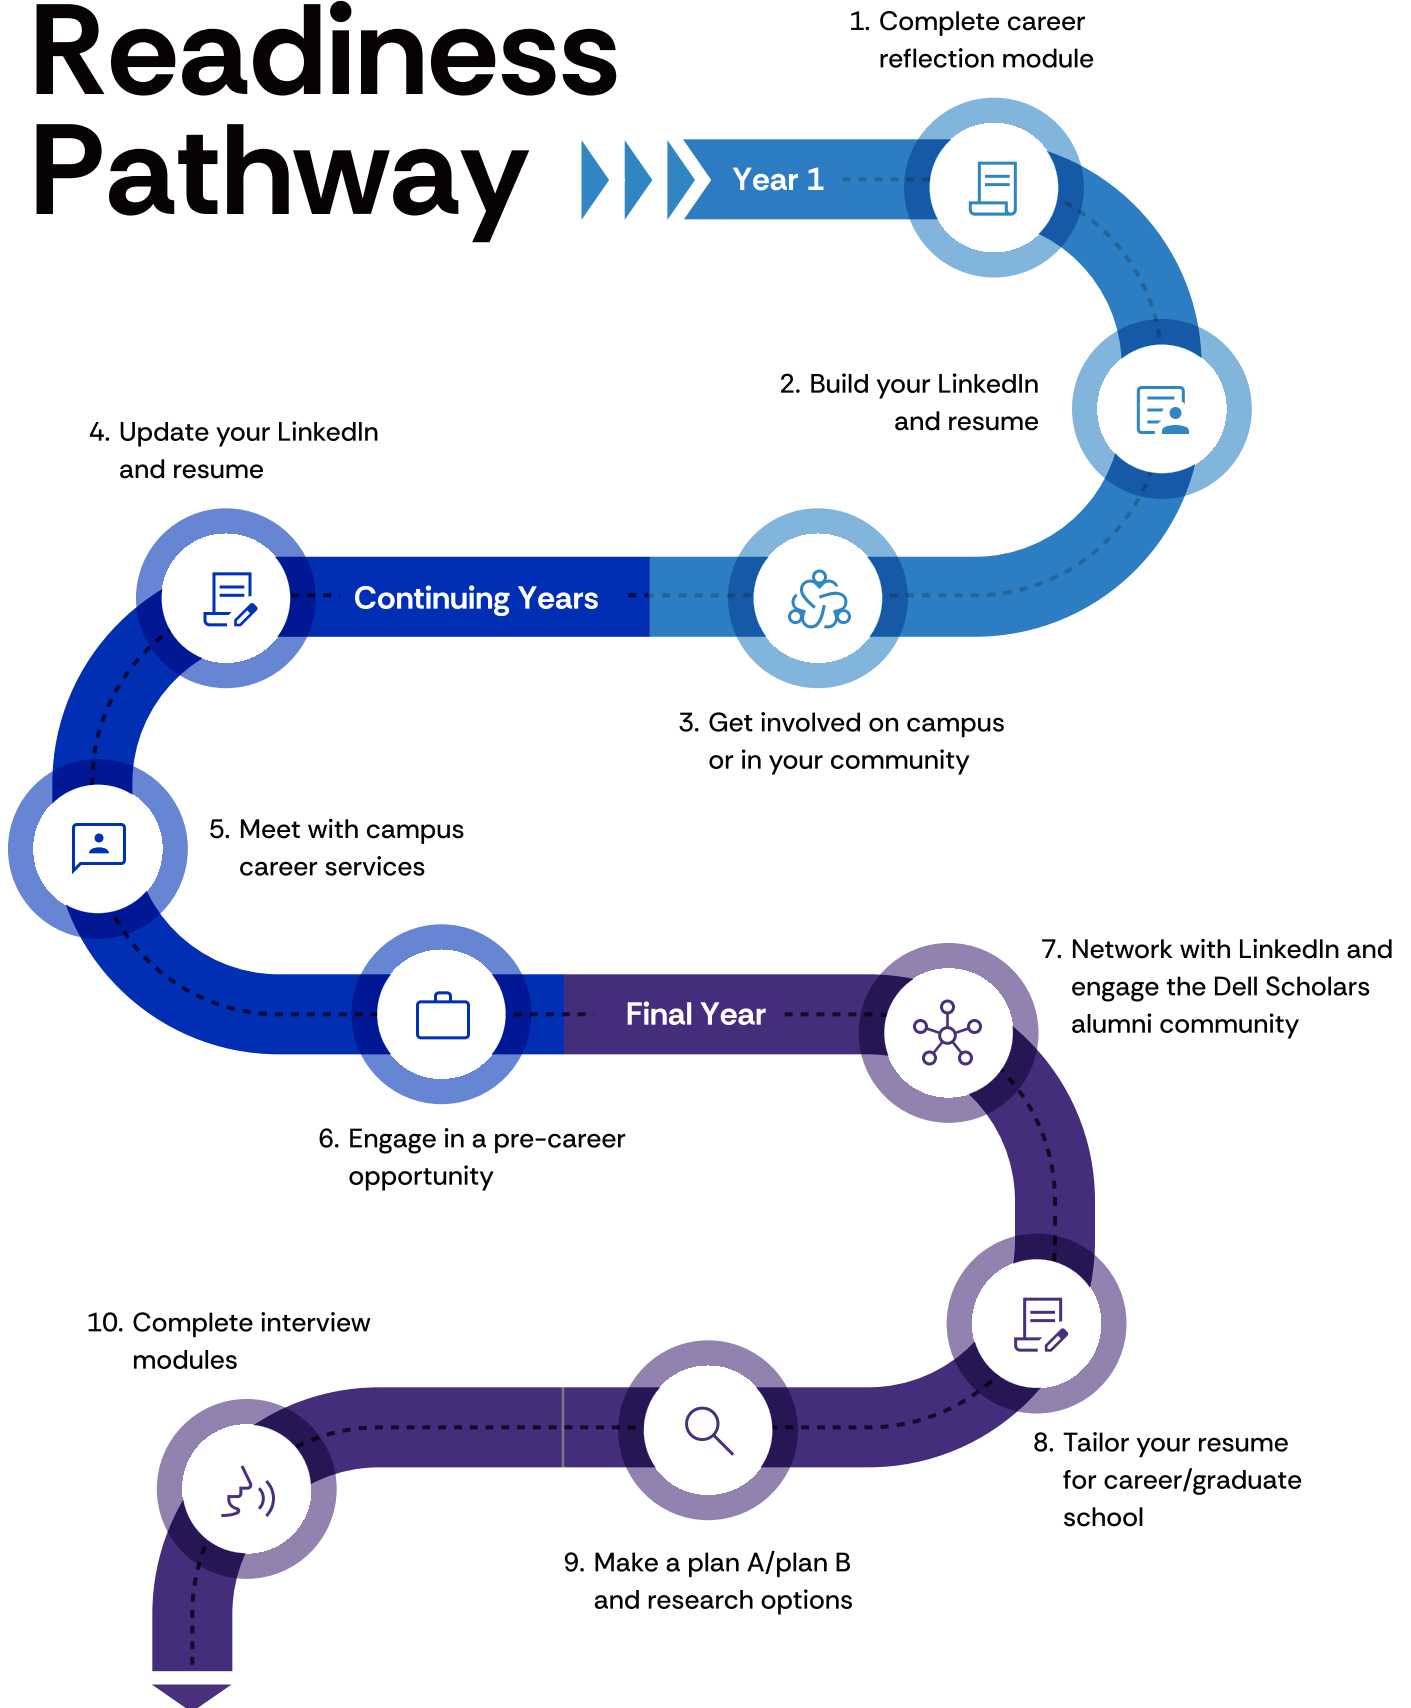 Readiness
Pathway
1. Complete career
reflection module
Year 1
2. Build your LinkedIn
and resume
4. Update your LinkedIn
and resume
Continuing Years
3. Get involved on campus
or in your community
5. Meet with campus
career services
7. Network with LinkedIn and
engage the Dell Scholars
alumni community
Final Year
6. Engage in a pre-career
opportunity
10. Complete interview
modules
8. Tailor your resume
for career/graduate
school
9. Make a plan A/plan B
and research options